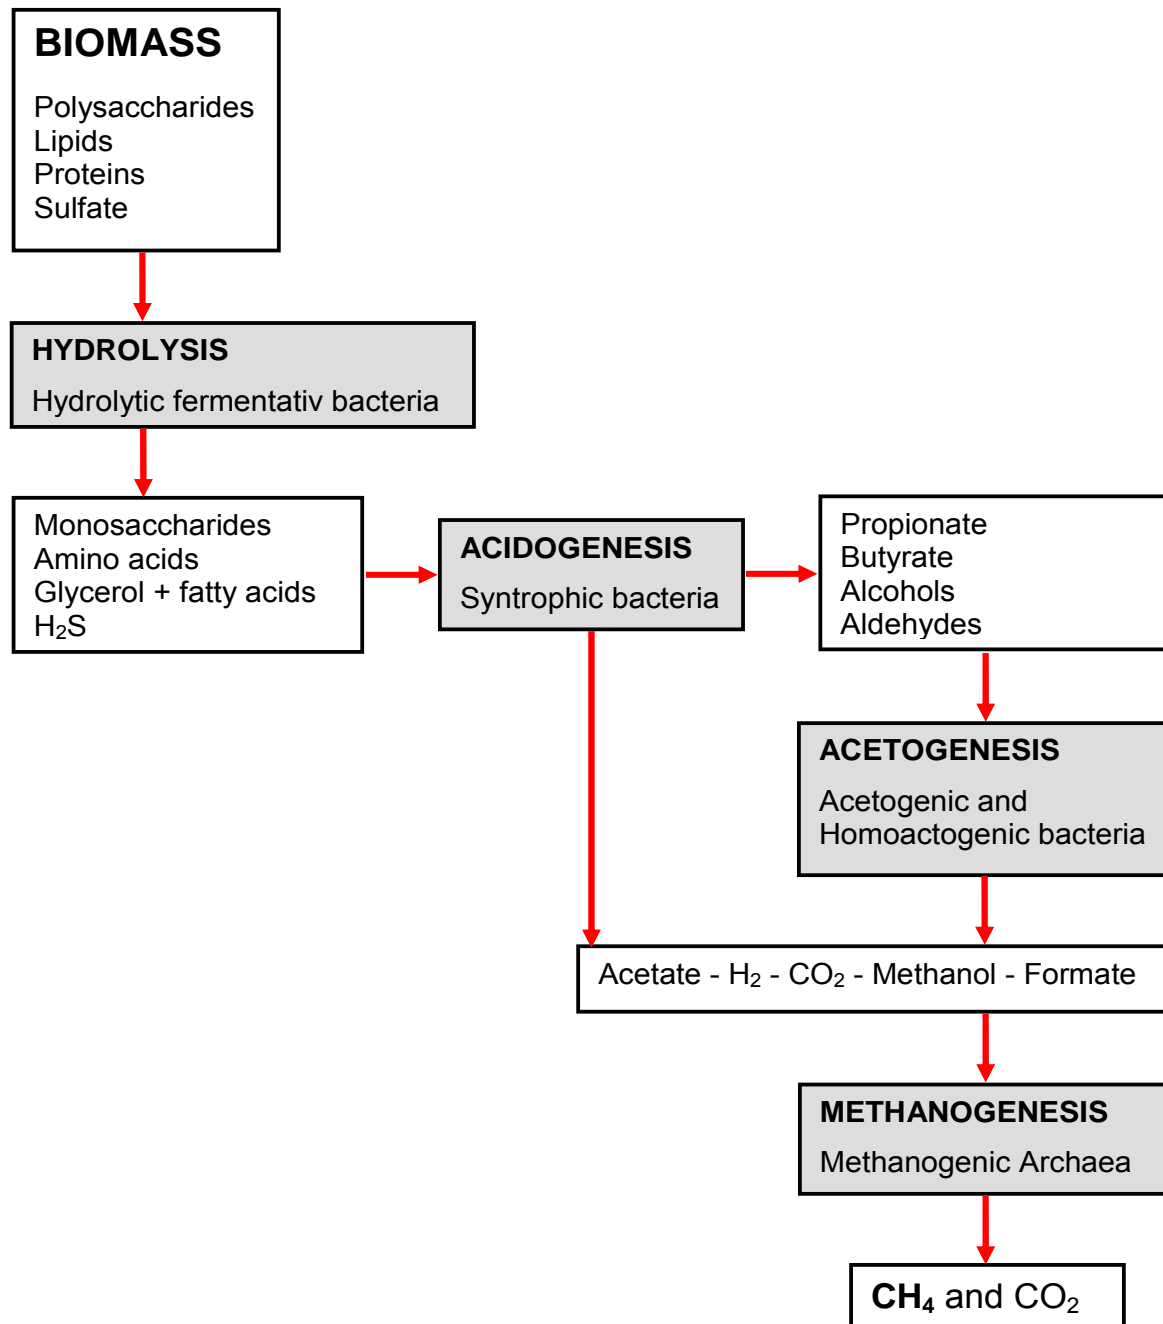 BIOMASS
Polysaccharides
Lipids
Proteins
Sulfate
HYDROLYSIS
Hydrolytic fermentativ bacteria
Monosaccharides
Amino acids
Glycerol + fatty acids
H₂S
ACIDOGENESIS
Syntrophic bacteria
Propionate
Butyrate
Alcohols
Aldehydes
ACETOGENESIS
Acetogenic and
Homoactogenic bacteria
Acetate - H₂ - CO₂ - Methanol - Formate
METHANOGENESIS
Methanogenic Archaea
CH₄ and CO₂